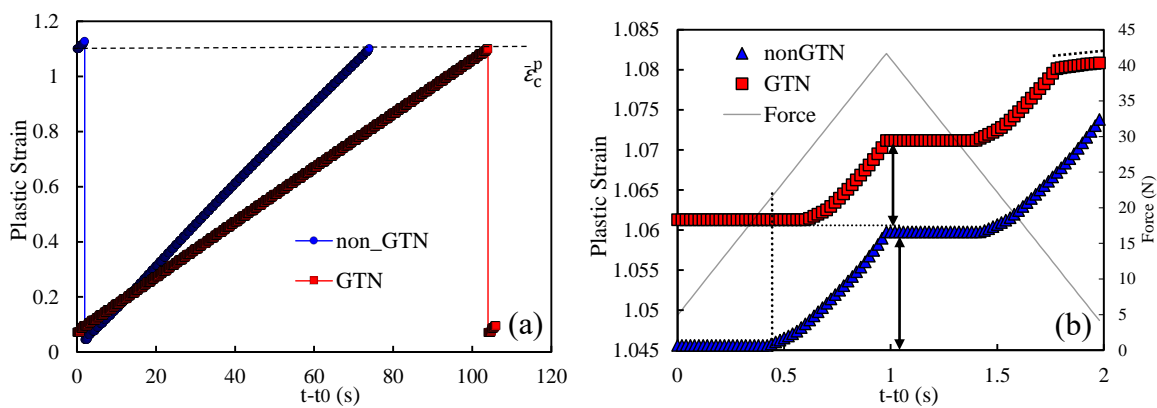 1.2
1
0.8
0.6
0.4
0.2
0
Plastic Strain
0
20
40
60
80
100
120
t-t0 (s)
ε̄ᵖc
non_GTN
GTN
(a)
1.085
1.08
1.075
1.07
1.065
1.06
1.055
1.05
1.045
Plastic Strain
nonGTN
GTN
Force
45
40
35
30
25
20
15
10
5
0
Force (N)
0
0.5
1
1.5
2
t-t0 (s)
(b)